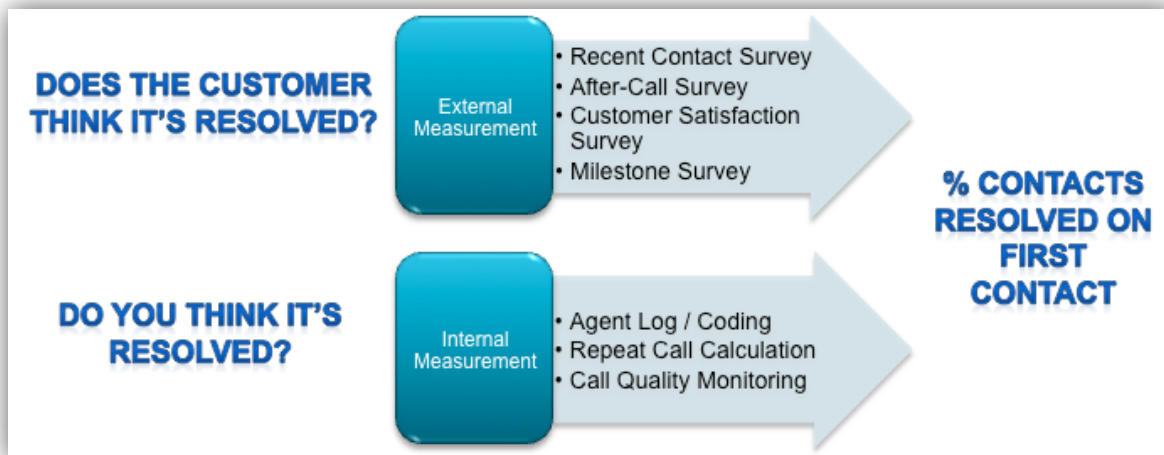 DOES THE CUSTOMER
THINK IT'S RESOLVED?
External
Measurement
• Recent Contact Survey
• After-Call Survey
• Customer Satisfaction
Survey
• Milestone Survey
DO YOU THINK IT'S
RESOLVED?
Internal
Measurement
• Agent Log / Coding
• Repeat Call Calculation
• Call Quality Monitoring
% CONTACTS
RESOLVED ON
FIRST
CONTACT